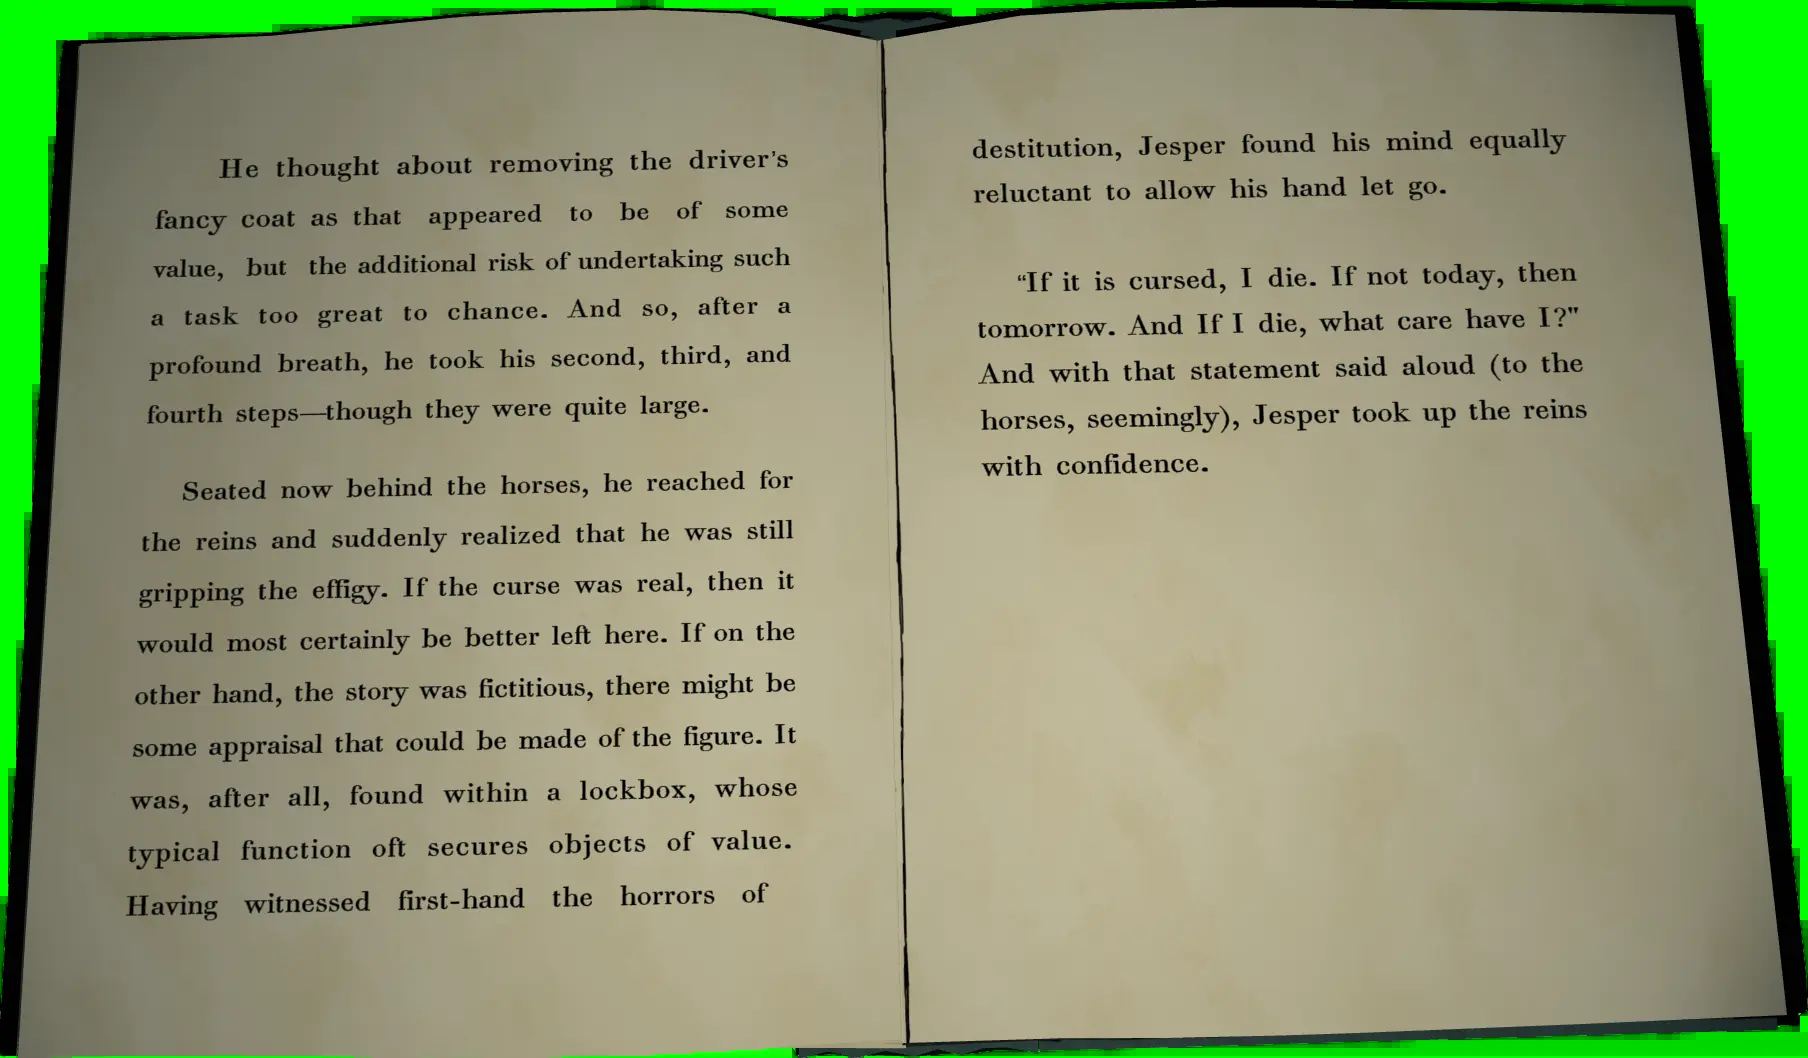 He thought about removing the driver's
fancy coat as that appeared to be of some
value, but the additional risk of undertaking such
a task too great to chance. And so, after a
profound breath, he took his second, third, and
fourth steps—though they were quite large.
Seated now behind the horses, he reached for
the reins and suddenly realized that he was still
gripping the effigy. If the curse was real, then it
would most certainly be better left here. If on the
other hand, the story was fictitious, there might be
some appraisal that could be made of the figure. It
was, after all, found within a lockbox, whose
typical function oft secures objects of value.
Having witnessed first-hand the horrors of
destitution, Jesper found his mind equally
reluctant to allow his hand let go.
“If it is cursed, I die. If not today, then
tomorrow. And If I die, what care have I?"
And with that statement said aloud (to the
horses, seemingly), Jesper took up the reins
with confidence.